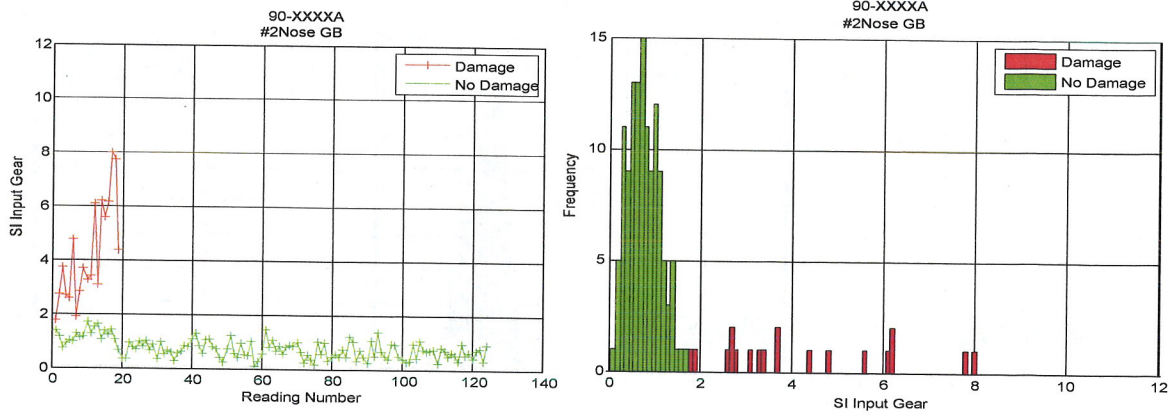 90-XXXXA
#2Nose GB
12
10
8
6
4
2
0
SI Input Gear
Damage
No Damage
0 20 40 60 80 100 120 140
Reading Number
90-XXXXA
#2Nose GB
15
10
5
0
Frequency
Damage
No Damage
0 2 4 6 8 10 12
SI Input Gear